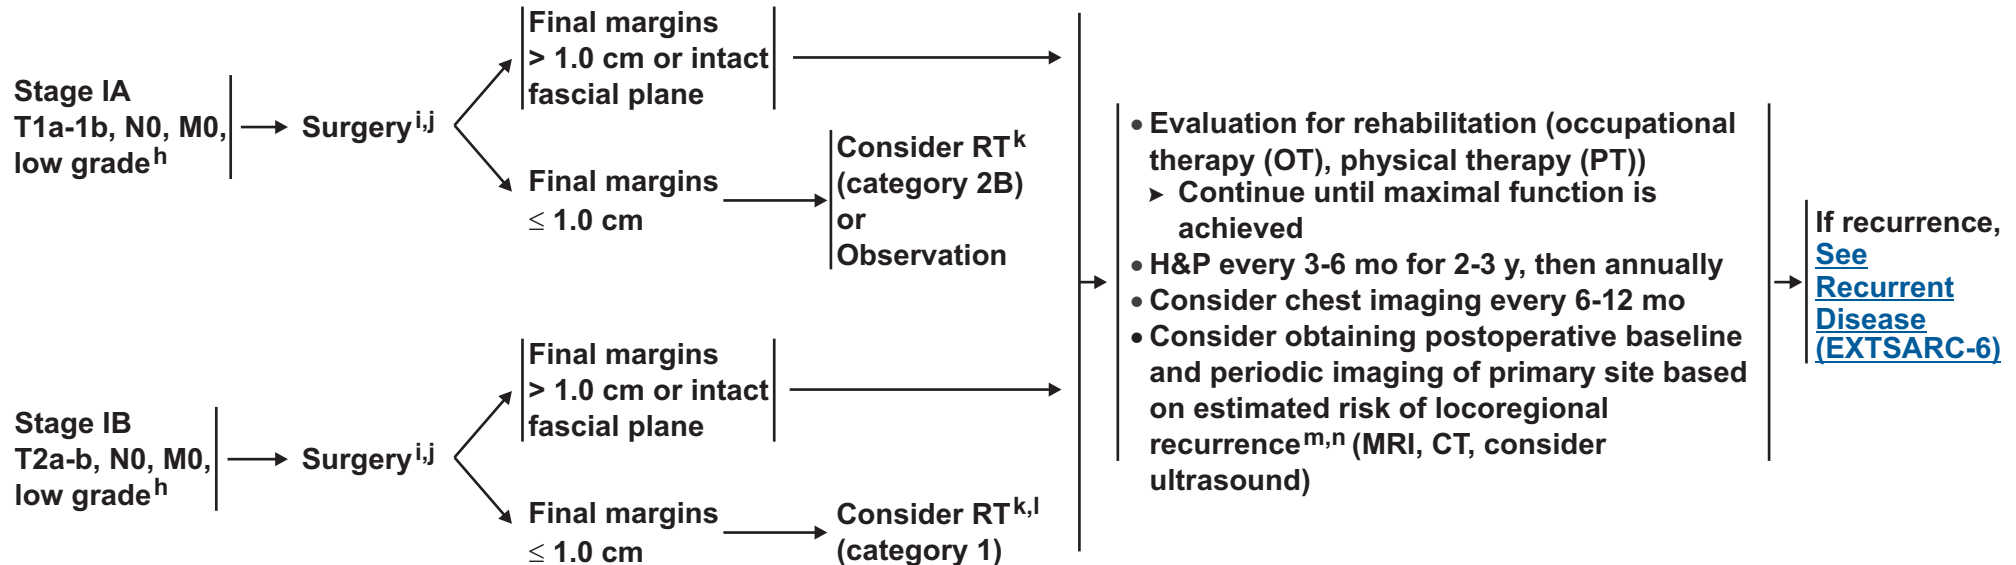 Stage IA
T1a-1b, N0, M0,
low grade h
Surgery i,j
Final margins
> 1.0 cm or intact
fascial plane
Final margins
≤ 1.0 cm
Consider RT k
(category 2B)
or
Observation
Stage IB
T2a-b, N0, M0,
low grade h
Surgery i,j
Final margins
> 1.0 cm or intact
fascial plane
Final margins
≤ 1.0 cm
Consider RT k,l
(category 1)
• Evaluation for rehabilitation (occupational
therapy (OT), physical therapy (PT))
➤ Continue until maximal function is
achieved
• H&P every 3-6 mo for 2-3 y, then annually
• Consider chest imaging every 6-12 mo
• Consider obtaining postoperative baseline
and periodic imaging of primary site based
on estimated risk of locoregional
recurrence m,n (MRI, CT, consider
ultrasound)
If recurrence,
See
Recurrent
Disease
(EXTSARC-6)